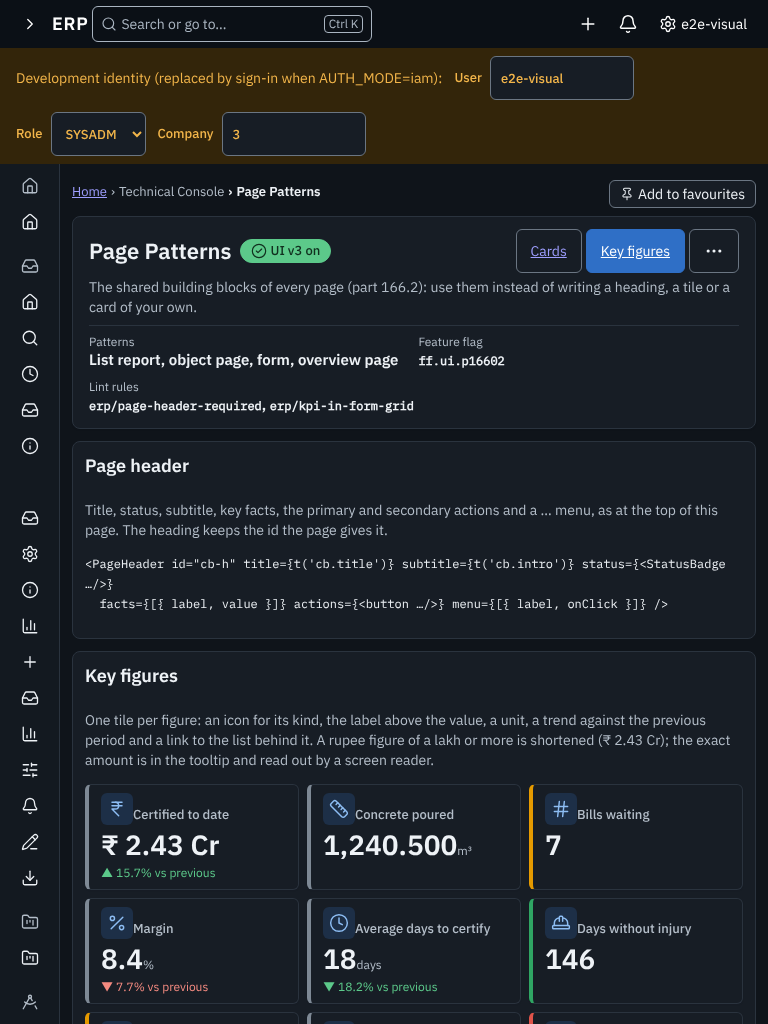 ERP
Search or go to...
Ctrl K
e2e-visual
Development identity (replaced by sign-in when AUTH_MODE=iam):
User
e2e-visual
Role
SYSADM
Company
3
Home › Technical Console › Page Patterns
Add to favourites
Page Patterns
UI v3 on
Cards
Key figures
...
The shared building blocks of every page (part 166.2): use them instead of writing a heading, a tile or a
card of your own.
Patterns
List report, object page, form, overview page
Feature flag
ff.ui.p16602
Lint rules
erp/page-header-required, erp/kpi-in-form-grid
Page header
Title, status, subtitle, key facts, the primary and secondary actions and a … menu, as at the top of this
page. The heading keeps the id the page gives it.
<PageHeader id="cb-h" title={t('cb.title')} subtitle={t('cb.intro')} status={<StatusBadge
…/>}
facts={[{ label, value }]} actions={<button …/>} menu={[{ label, onClick }]} />
Key figures
One tile per figure: an icon for its kind, the label above the value, a unit, a trend against the previous
period and a link to the list behind it. A rupee figure of a lakh or more is shortened (₹ 2.43 Cr); the exact
amount is in the tooltip and read out by a screen reader.
₹ Certified to date
₹ 2.43 Cr
▲ 15.7% vs previous
Concrete poured
1,240.500 m³
# Bills waiting
7
% Margin
8.4%
▼ 7.7% vs previous
Average days to certify
18 days
▼ 18.2% vs previous
Days without injury
146